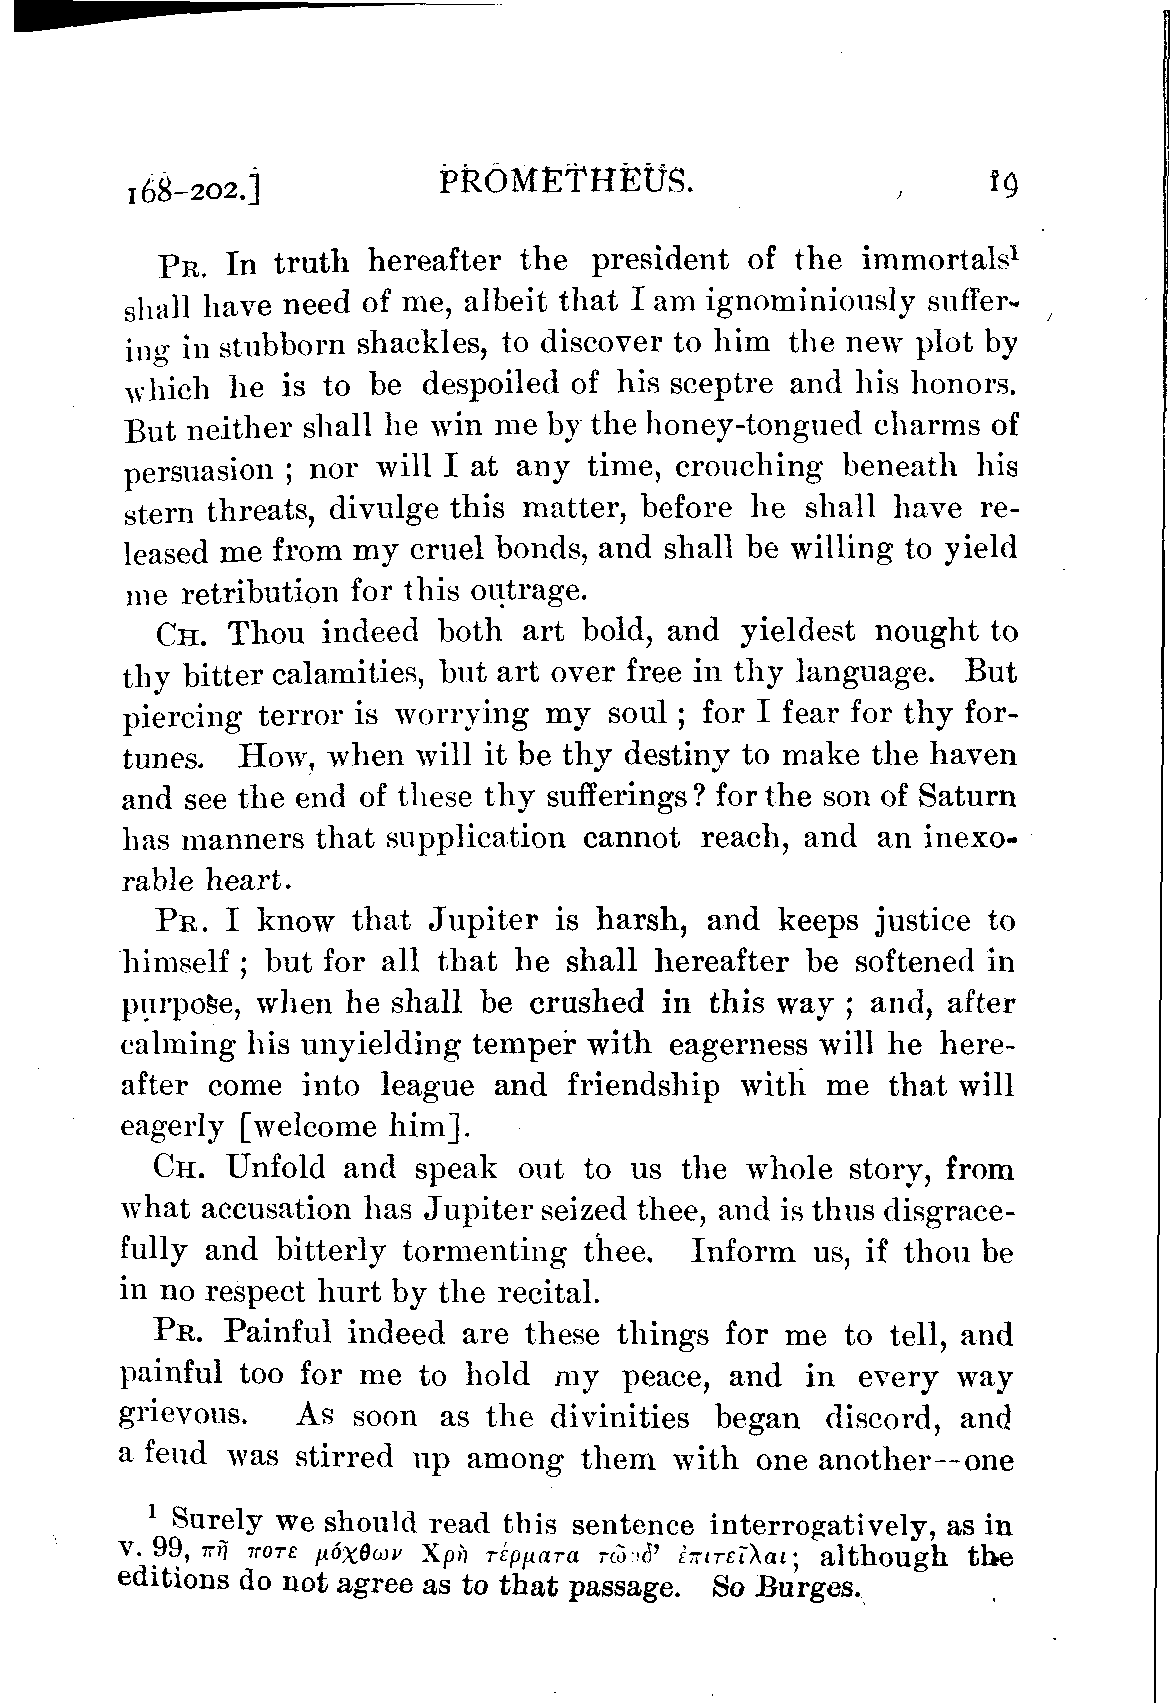 168–202.] PROMETHEUS. 19
PR. In truth hereafter the president of the immortals¹
shall have need of me, albeit that I am ignominiously suffer-
ing in stubborn shackles, to discover to him the new plot by
which he is to be despoiled of his sceptre and his honors.
But neither shall he win me by the honey-tongued charms of
persuasion ; nor will I at any time, crouching beneath his
stern threats, divulge this matter, before he shall have re-
leased me from my cruel bonds, and shall be willing to yield
me retribution for this outrage.
CH. Thou indeed both art bold, and yieldest nought to
thy bitter calamities, but art over free in thy language. But
piercing terror is worrying my soul ; for I fear for thy for-
tunes. How, when will it be thy destiny to make the haven
and see the end of these thy sufferings? for the son of Saturn
has manners that supplication cannot reach, and an inexo-
rable heart.
PR. I know that Jupiter is harsh, and keeps justice to
himself ; but for all that he shall hereafter be softened in
purpose, when he shall be crushed in this way ; and, after
calming his unyielding temper with eagerness will he here-
after come into league and friendship with me that will
eagerly [welcome him].
CH. Unfold and speak out to us the whole story, from
what accusation has Jupiter seized thee, and is thus disgrace-
fully and bitterly tormenting thee. Inform us, if thou be
in no respect hurt by the recital.
PR. Painful indeed are these things for me to tell, and
painful too for me to hold my peace, and in every way
grievous. As soon as the divinities began discord, and
a feud was stirred up among them with one another--one
¹ Surely we should read this sentence interrogatively, as in
v. 99, πῆ ποτε μόχθων Χρὴ τέρματα τῶνδ' ἐπιτεῖλαι; although the
editions do not agree as to that passage. So Burges.